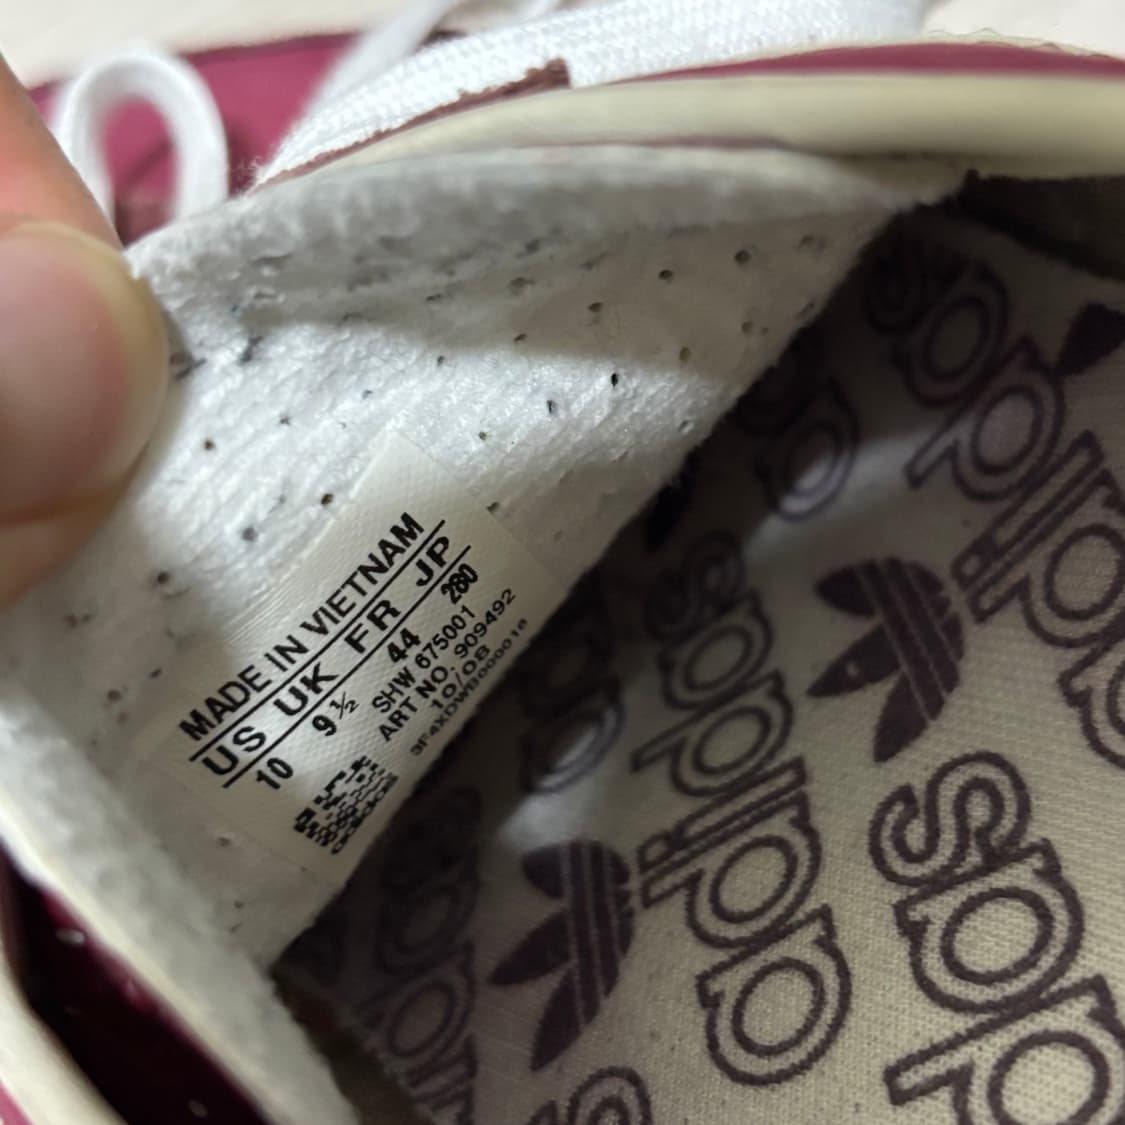 MADE IN VIETNAM
US UK FR JP
10 9½ 44 280
SHW 675001
ART NO. 909492
10/08
adidas
adidas
adidas
adidas